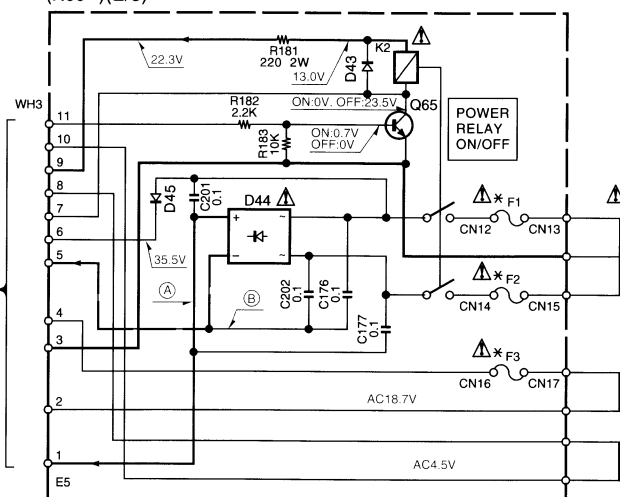 R181
220 2W
22.3V
13.0V
D43
K2
WH3
R182
2.2K
ON:0V. OFF:23.5V
Q65
POWER
RELAY
ON/OFF
R183
10K
ON:0.7V
OFF:0V
11
10
9
8
7
6
5
4
3
2
1
E5
D45
C201
0.1
D44
+
~
−
~
* F1
CN12
CN13
35.5V
A
B
C202
0.1
C176
0.1
C177
0.1
* F2
CN14
CN15
* F3
CN16
CN17
AC18.7V
AC4.5V